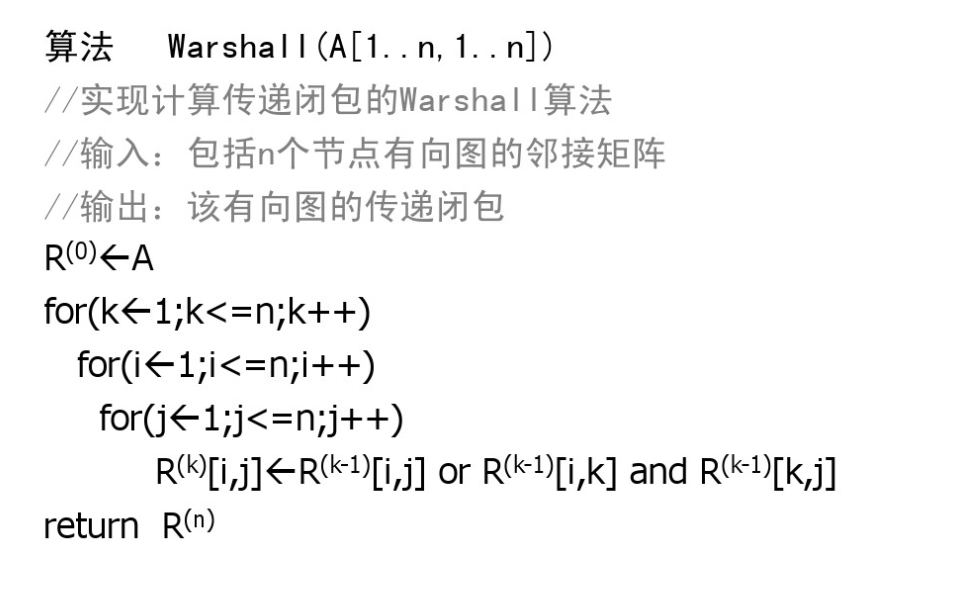 算法 Warshall(A[1..n,1..n])
//实现计算传递闭包的Warshall算法
//输入：包括n个节点有向图的邻接矩阵
//输出：该有向图的传递闭包
R⁽⁰⁾←A
for(k←1;k<=n;k++)
for(i←1;i<=n;i++)
for(j←1;j<=n;j++)
R⁽ᵏ⁾[i,j]←R⁽ᵏ⁻¹⁾[i,j] or R⁽ᵏ⁻¹⁾[i,k] and R⁽ᵏ⁻¹⁾[k,j]
return R⁽ⁿ⁾